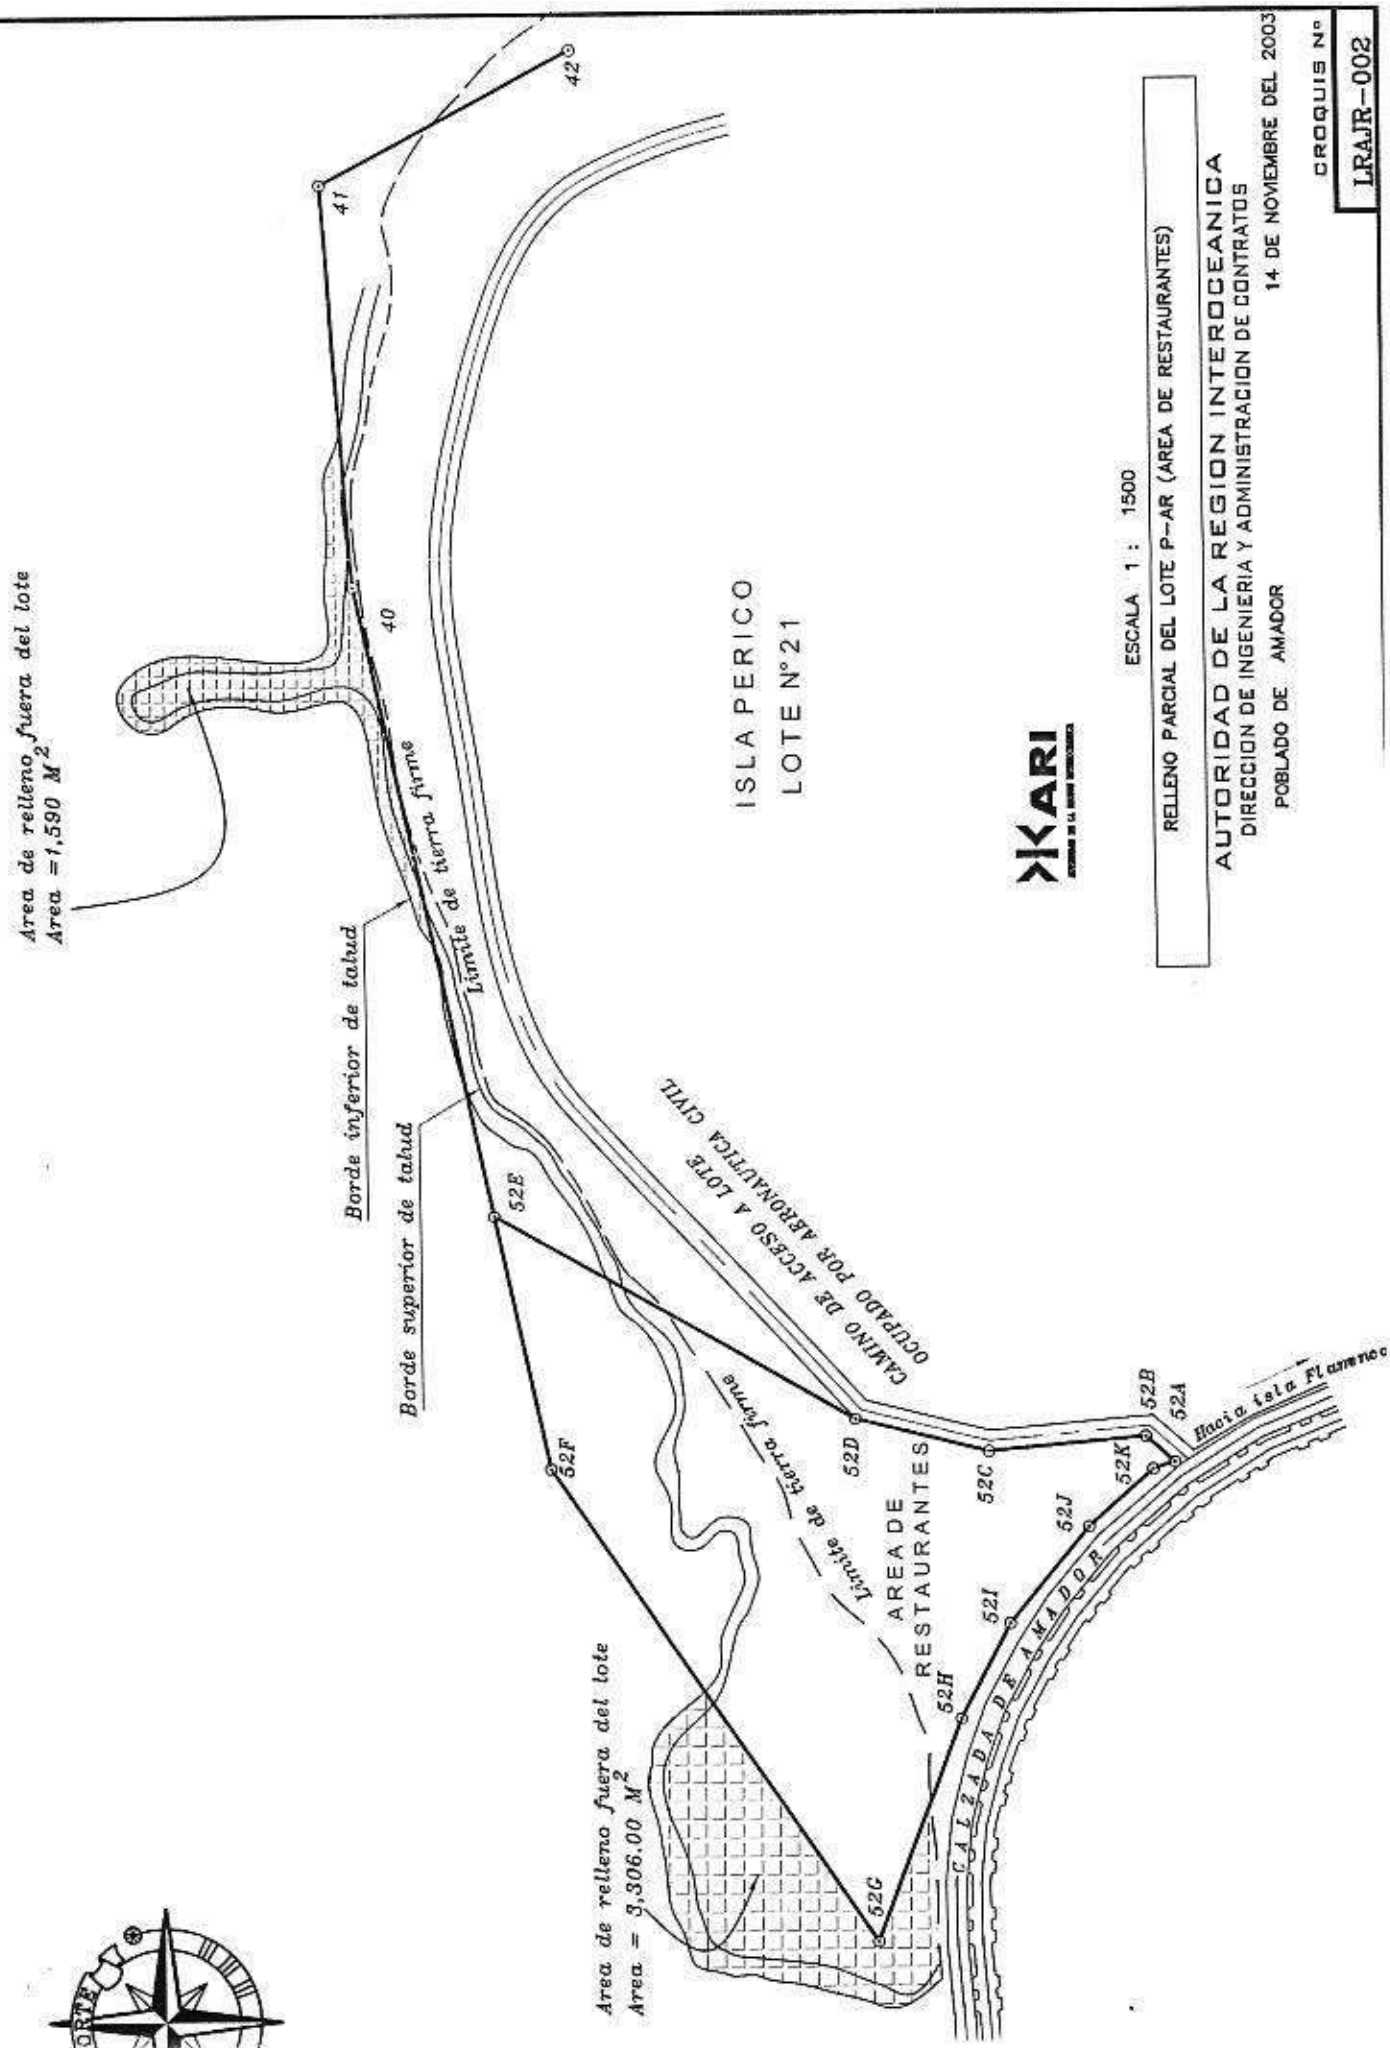 Area de relleno fuera del lote
Area =1,590 M²
41
42
40
Limite de tierra firme
Borde inferior de talud
Borde superior de talud
52E
52F
Area de relleno fuera del lote
Area = 3,306.00 M²
ISLA PERICO
LOTE N° 21
CAMINO DE ACCESO A LOTE
OCUPADO POR AERONAUTICA CIVIL
Limite de tierra firme
AREA DE
RESTAURANTES
52D
52C
52B
52A
52K
52J
52I
52H
52G
CALZADA DE AMADOR
Hacia isla Flamenco
ARI
ESCALA 1 : 1500
RELLENO PARCIAL DEL LOTE P-AR (AREA DE RESTAURANTES)
AUTORIDAD DE LA REGION INTEROCEANICA
DIRECCION DE INGENIERIA Y ADMINISTRACION DE CONTRATOS
POBLADO DE AMADOR
14 DE NOVIEMBRE DEL 2003
CROQUIS N°
LRAJR-002